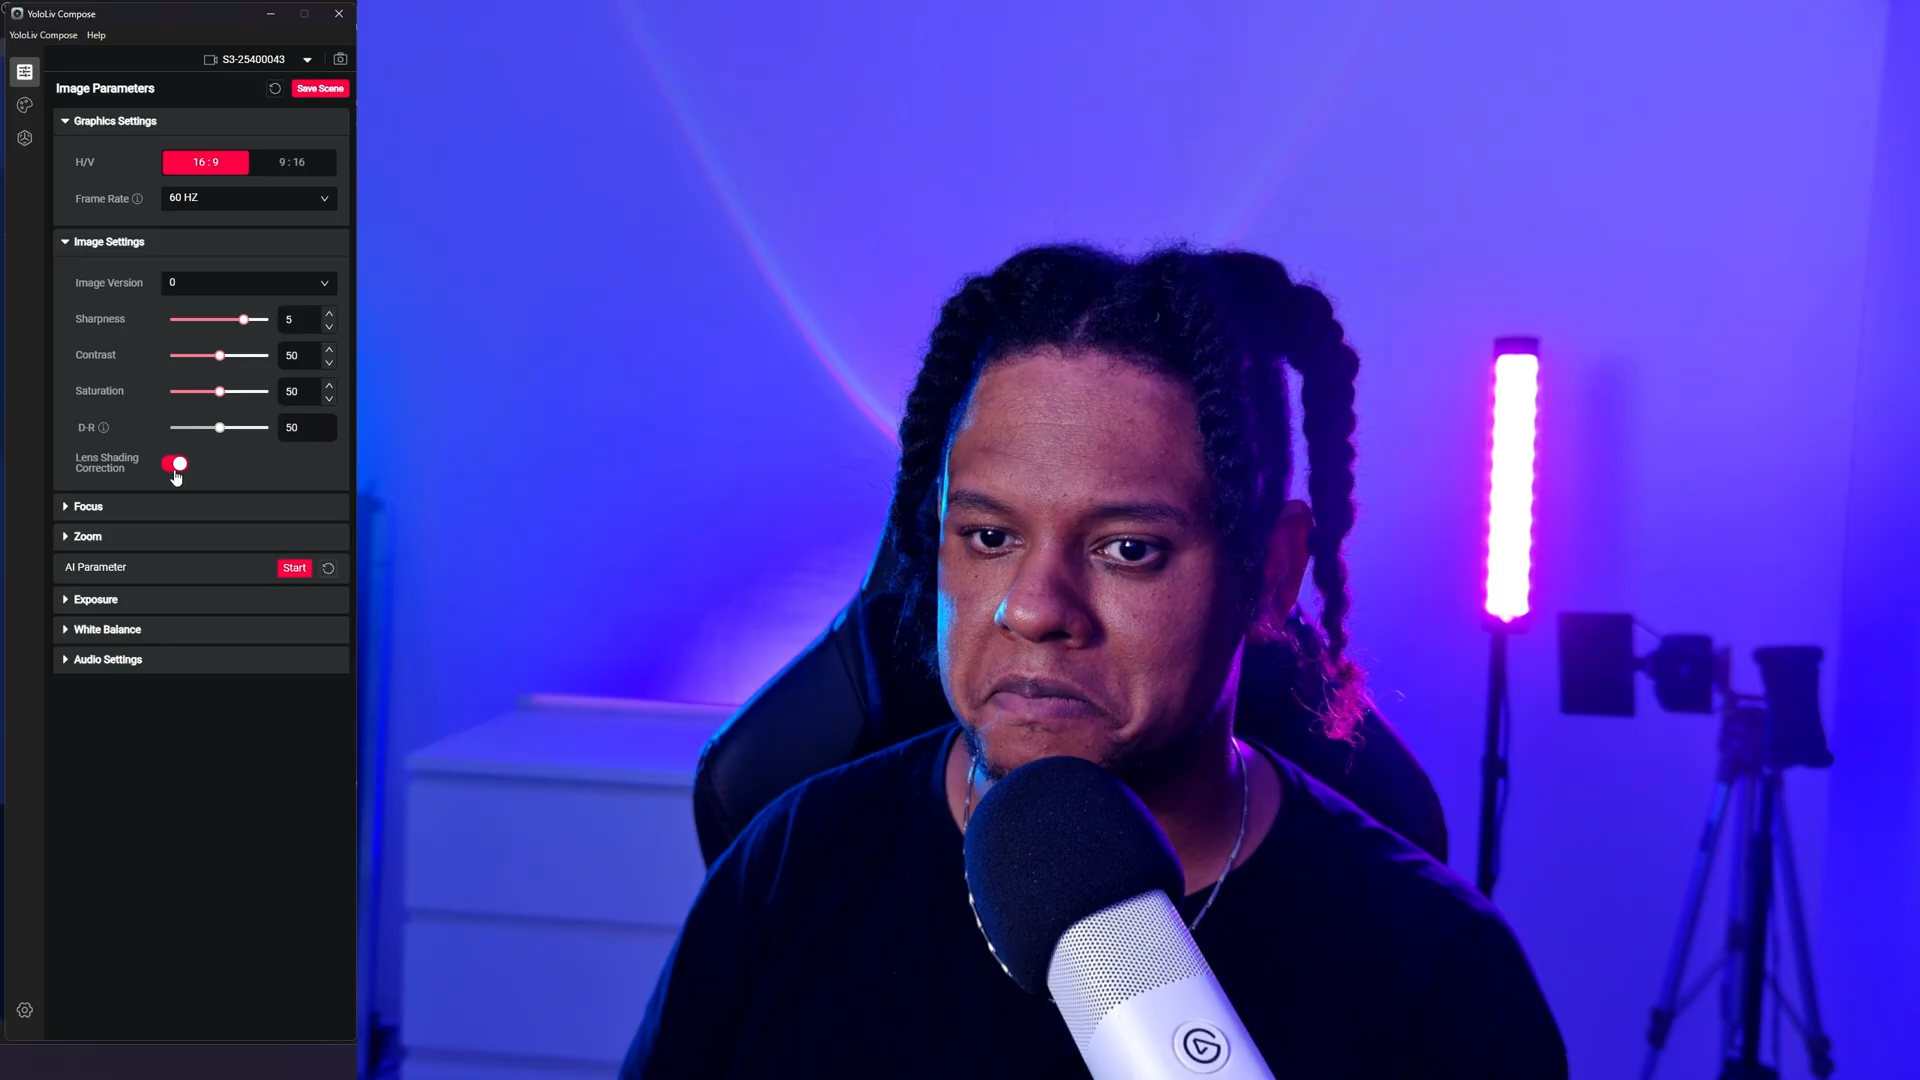 YoloLiv Compose
YoloLiv Compose Help
S3-25400043
Image Parameters Save Scene
Graphics Settings
H/V 16 : 9 9 : 16
Frame Rate 60 HZ
Image Settings
Image Version 0
Sharpness 5
Contrast 50
Saturation 50
D-R 50
Lens Shading
Correction
Focus
Zoom
AI Parameter Start
Exposure
White Balance
Audio Settings